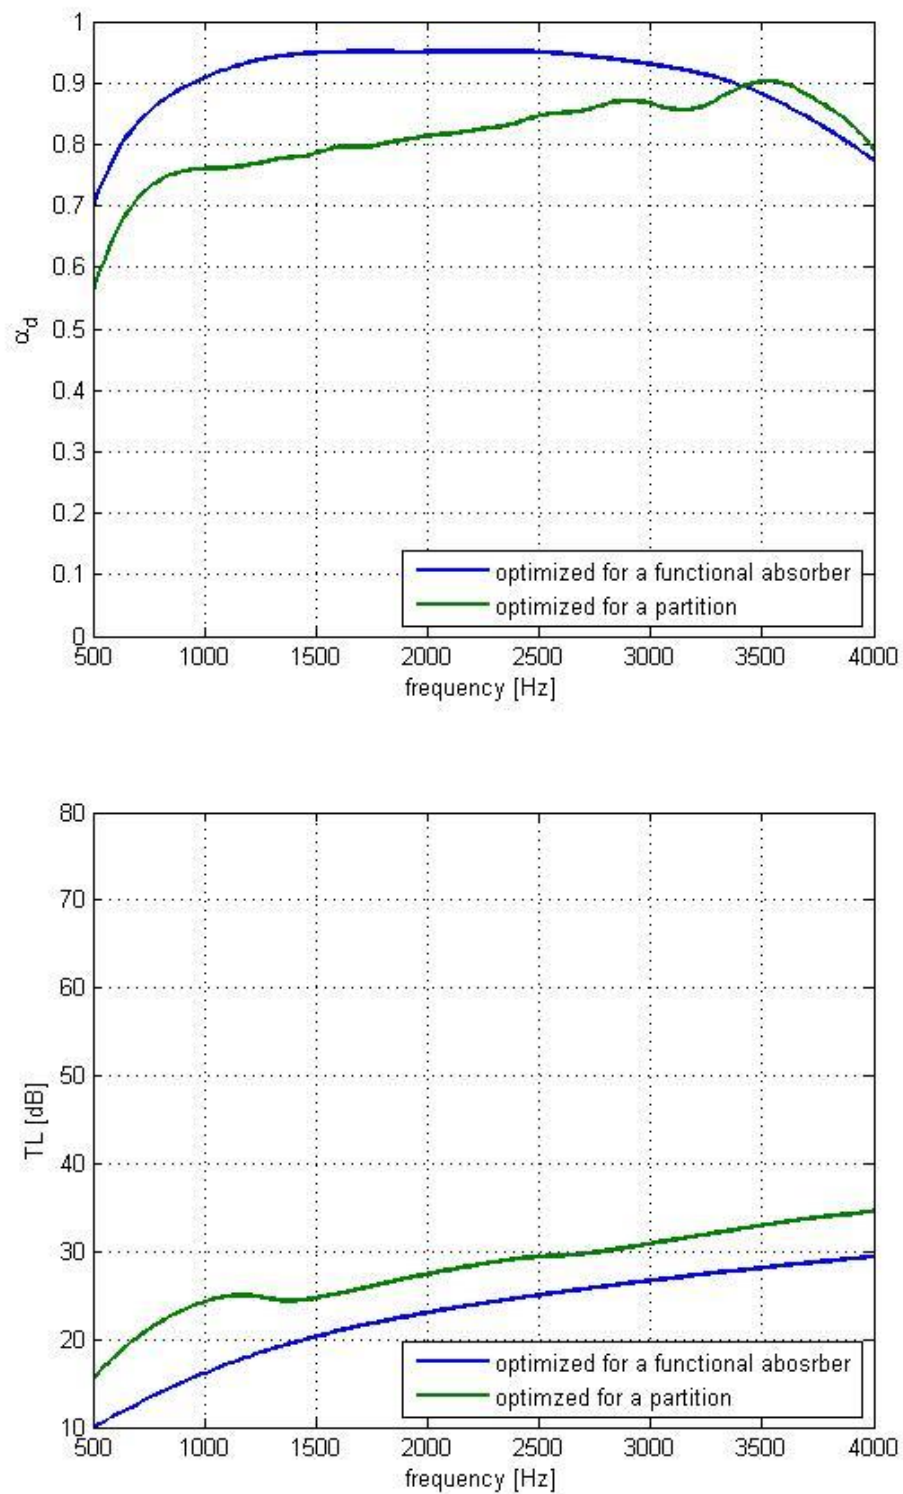 1
0.9
0.8
0.7
0.6
0.5
0.4
0.3
0.2
0.1
0
αd
optimized for a functional absorber
optimized for a partition
500 1000 1500 2000 2500 3000 3500 4000
frequency [Hz]
80
70
60
50
40
30
20
10
TL [dB]
optimized for a functional abosrber
optimzed for a partition
500 1000 1500 2000 2500 3000 3500 4000
frequency [Hz]